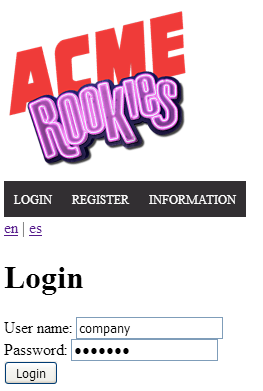 ACME
ROOKIES
LOGIN REGISTER INFORMATION
en | es
Login
User name: company
Password: •••••••
Login